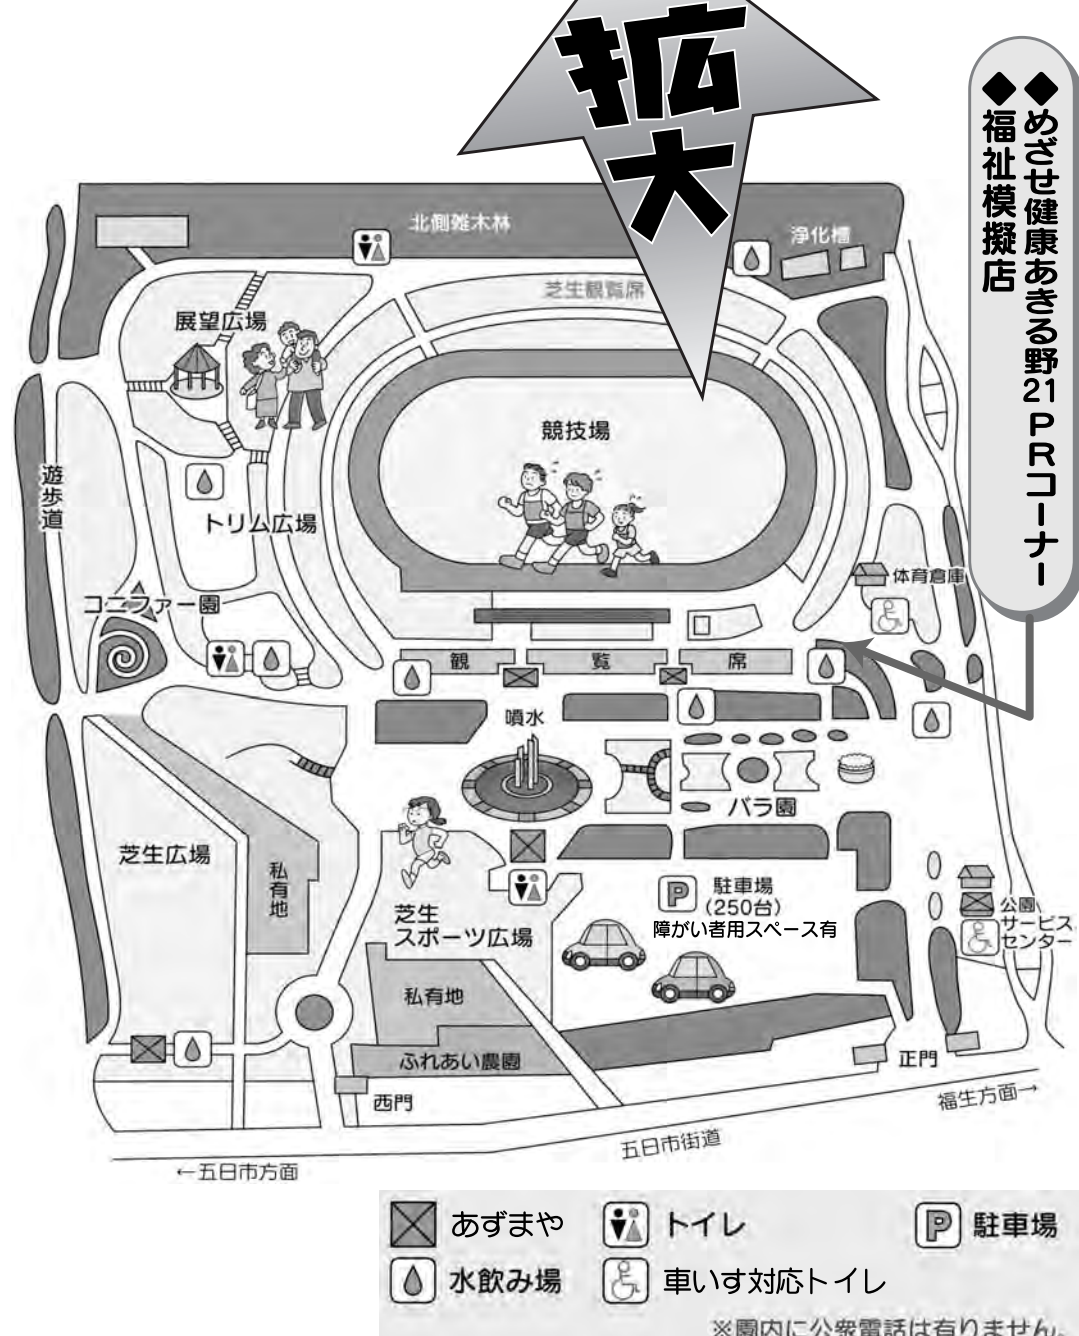 拡大
◆めざせ健康あきる野21PRコーナー
◆福祉模擬店
北側雑木林
浄化槽
芝生観覧席
展望広場
競技場
遊歩道
トリム広場
体育倉庫
コニファー園
観覧席
噴水
バラ園
芝生広場
私有地
P
駐車場
(250台)
障がい者用スペース有
芝生
スポーツ広場
公園
サービス
センター
私有地
ふれあい農園
正門
西門
福生方面→
五日市街道
←五日市方面
あずまや
トイレ
P 駐車場
水飲み場
車いす対応トイレ
※園内に公衆電話は有りません。